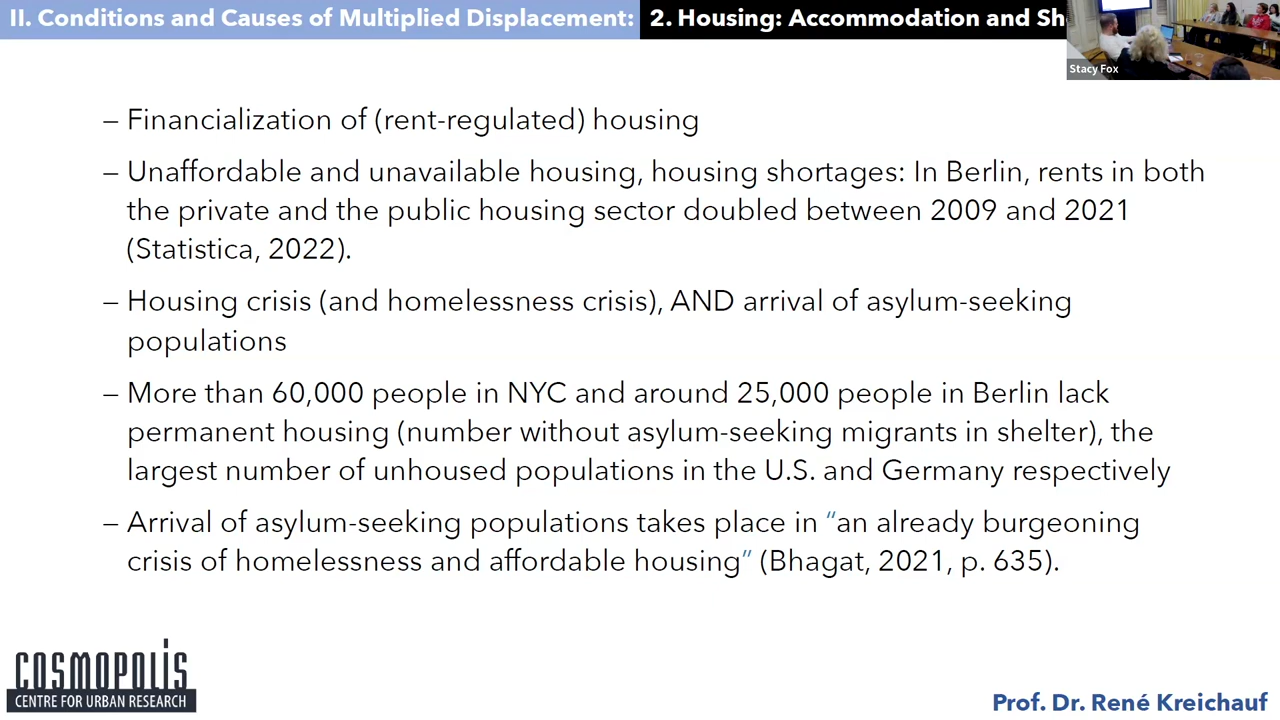 II. Conditions and Causes of Multiplied Displacement: 2. Housing: Accommodation and Sh
Stacy Fox
– Financialization of (rent-regulated) housing
– Unaffordable and unavailable housing, housing shortages: In Berlin, rents in both
the private and the public housing sector doubled between 2009 and 2021
(Statistica, 2022).
– Housing crisis (and homelessness crisis), AND arrival of asylum-seeking
populations
– More than 60,000 people in NYC and around 25,000 people in Berlin lack
permanent housing (number without asylum-seeking migrants in shelter), the
largest number of unhoused populations in the U.S. and Germany respectively
– Arrival of asylum-seeking populations takes place in “an already burgeoning
crisis of homelessness and affordable housing” (Bhagat, 2021, p. 635).
COSMOPOLIS
CENTRE FOR URBAN RESEARCH
Prof. Dr. René Kreichauf